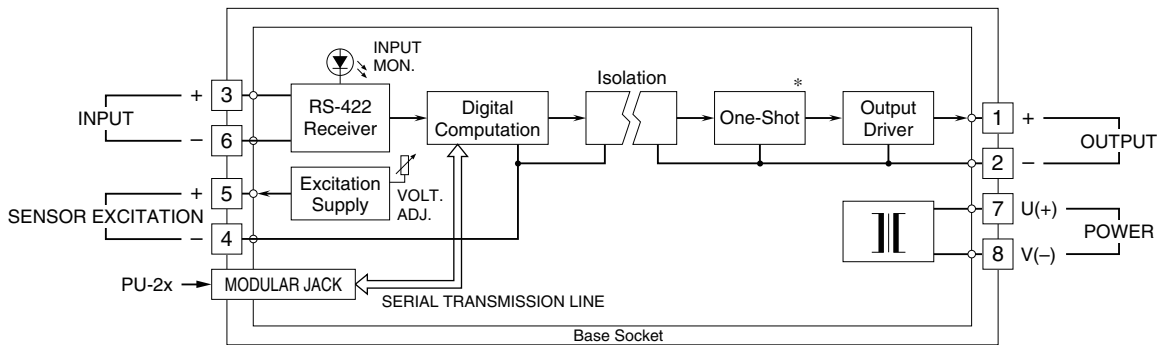 INPUT
MON.
Isolation
*
INPUT
+
3
−
6
RS-422
Receiver
Digital
Computation
One-Shot
Output
Driver
1
+
2
−
OUTPUT
SENSOR EXCITATION
+
5
−
4
Excitation
Supply
VOLT.
ADJ.
7
U(+)
8
V(−)
POWER
PU-2x
MODULAR JACK
SERIAL TRANSMISSION LINE
Base Socket